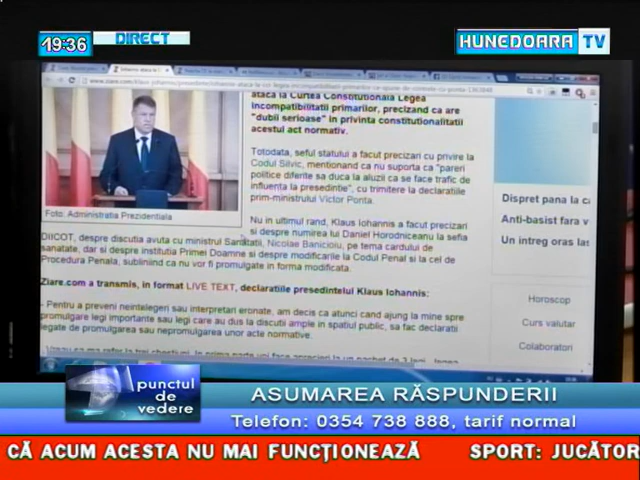 19:36
DIRECT
HUNEDOARA TV
ataca la Curtea Constitutionala Legea
incompatibilitatii primarilor, precizand ca are
"dubii serioase" in privinta constitutionalitatii
acestui act normativ.
Totodata, seful statului a facut precizari cu privire la
Codul Silvic, mentionand ca nu suporta ca "pareri
politice diferite sa duca la aluzii ca se face trafic de
influenta la presedintie", cu trimitere la declaratiile
prim-ministrului Victor Ponta.
Foto: Administratia Prezidentiala
Nu in ultimul rand, Klaus Iohannis a facut precizari
si despre numirea lui Daniel Horodniceanu la sefia
DIICOT, despre discutia avuta cu ministrul Sanatatii, Nicolae Banicioiu, pe tema cardului de
sanatate, dar si despre institutia Primei Doamne si despre modificarile la Codul Penal si la cel de
Procedura Penala, subliniind ca nu vor fi promulgate in forma modificata.
Ziare.com a transmis, in format LIVE TEXT, declaratiile presedintelui Klaus Iohannis:
- Pentru a preveni neintelegeri sau interpretari eronate, am decis ca atunci cand ajung la mine spre
promulgare legi importante sau legi care au dus la discutii ample in spatiul public, sa fac declaratii
legate de promulgarea sau nepromulgarea unor acte normative.
Dispret pana la
Anti-basist fara
Un intreg oras
Horoscop
Curs valutar
Colaboratori
punctul
de
vedere
ASUMAREA RĂSPUNDERII
Telefon: 0354 738 888, tarif normal
CĂ ACUM ACESTA NU MAI FUNCŢIONEAZĂ SPORT: JUCĂTOR